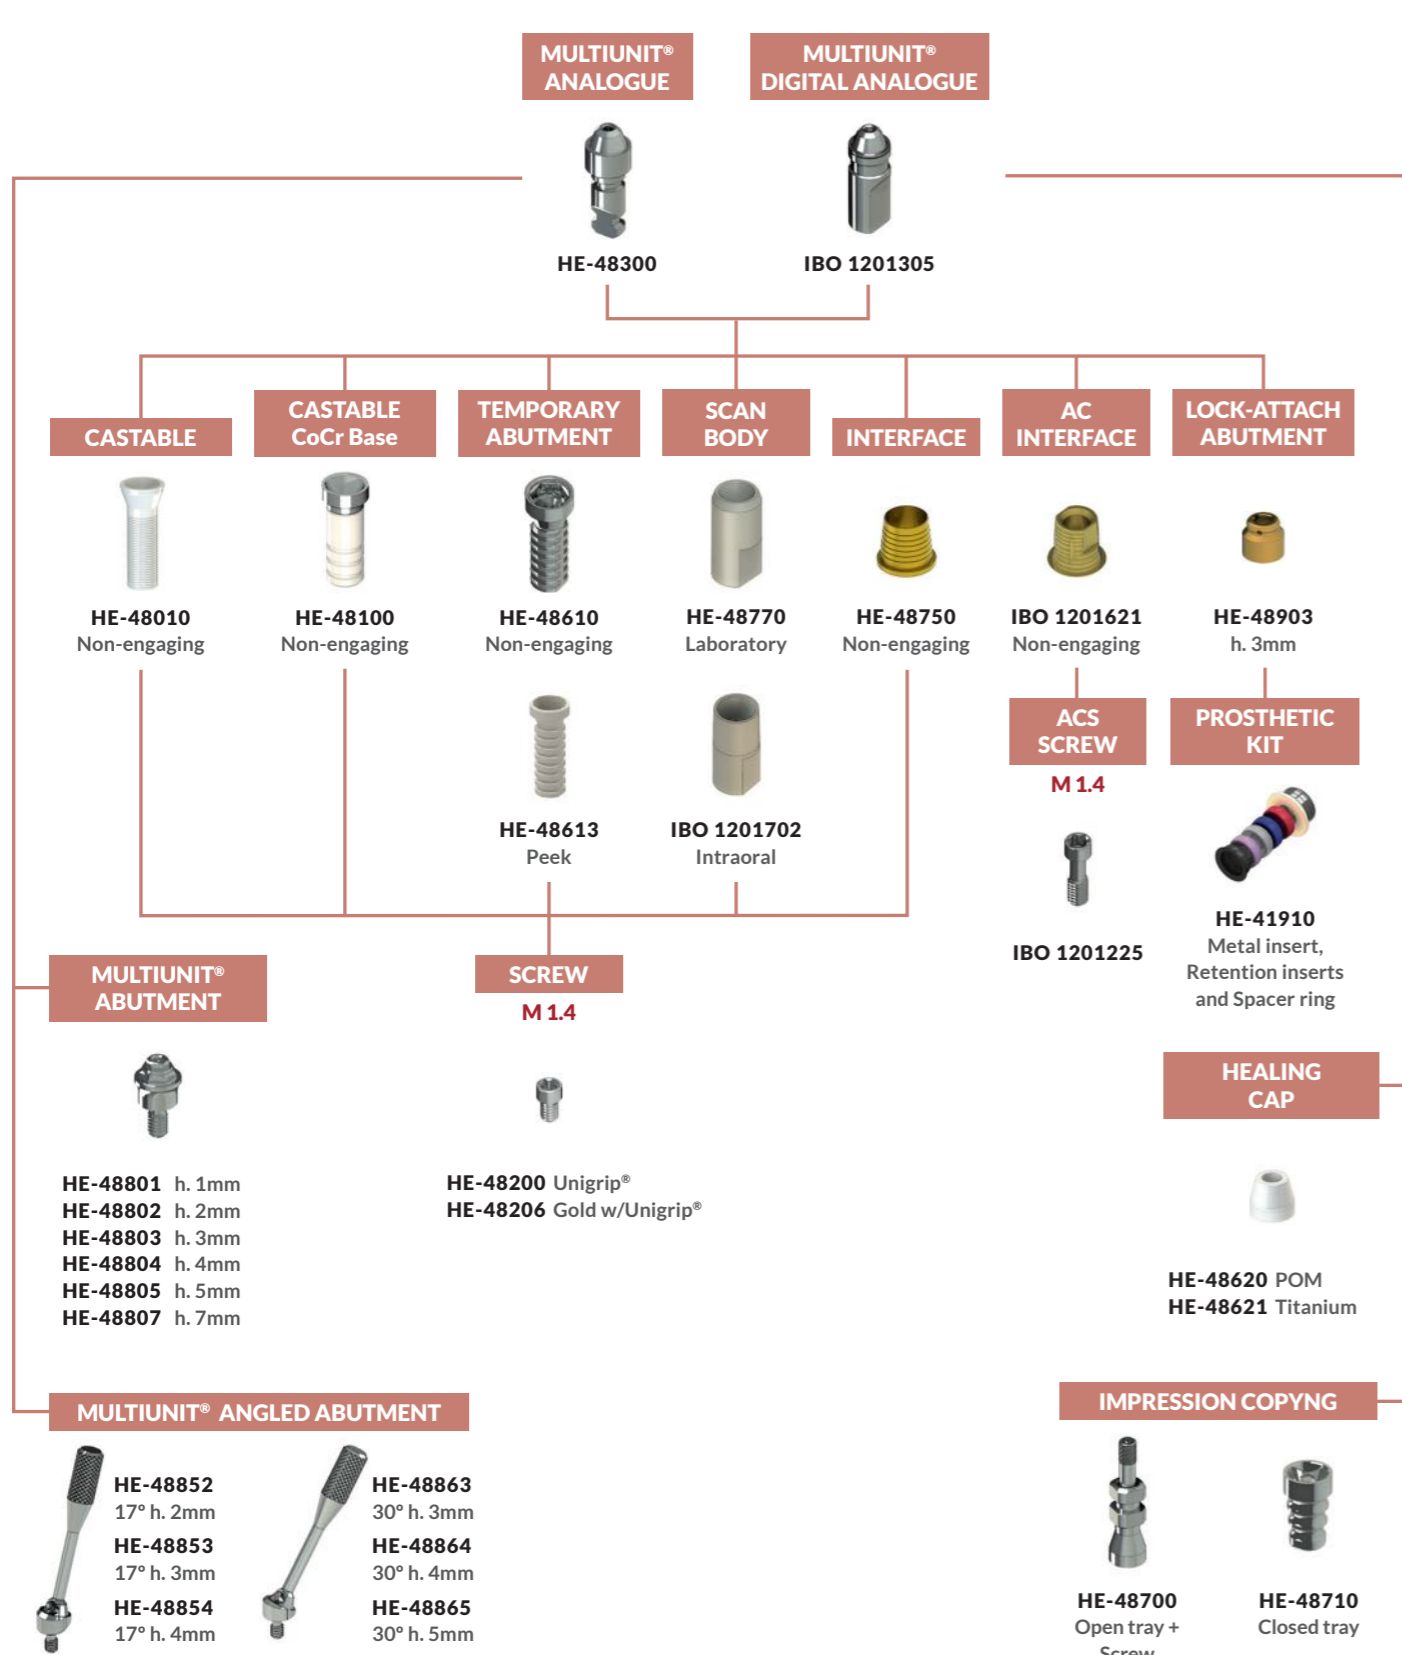 MULTIUNIT®
ANALOGUE
MULTIUNIT®
DIGITAL ANALOGUE
HE-48300
IBO 1201305
CASTABLE
CASTABLE
CoCr Base
TEMPORARY
ABUTMENT
SCAN
BODY
INTERFACE
AC
INTERFACE
LOCK-ATTACH
ABUTMENT
HE-48010
Non-engaging
HE-48100
Non-engaging
HE-48610
Non-engaging
HE-48770
Laboratory
HE-48750
Non-engaging
IBO 1201621
Non-engaging
HE-48903
h. 3mm
HE-48613
Peek
IBO 1201702
Intraoral
ACS
SCREW
M 1.4
IBO 1201225
PROSTHETIC
KIT
HE-41910
Metal insert,
Retention inserts
and Spacer ring
MULTIUNIT®
ABUTMENT
HE-48801 h. 1mm
HE-48802 h. 2mm
HE-48803 h. 3mm
HE-48804 h. 4mm
HE-48805 h. 5mm
HE-48807 h. 7mm
SCREW
M 1.4
HE-48200 Unigrip®
HE-48206 Gold w/Unigrip®
HEALING
CAP
HE-48620 POM
HE-48621 Titanium
MULTIUNIT® ANGLED ABUTMENT
HE-48852
17° h. 2mm
HE-48853
17° h. 3mm
HE-48854
17° h. 4mm
HE-48863
30° h. 3mm
HE-48864
30° h. 4mm
HE-48865
30° h. 5mm
IMPRESSION COPYNG
HE-48700
Open tray +
Screw
HE-48710
Closed tray